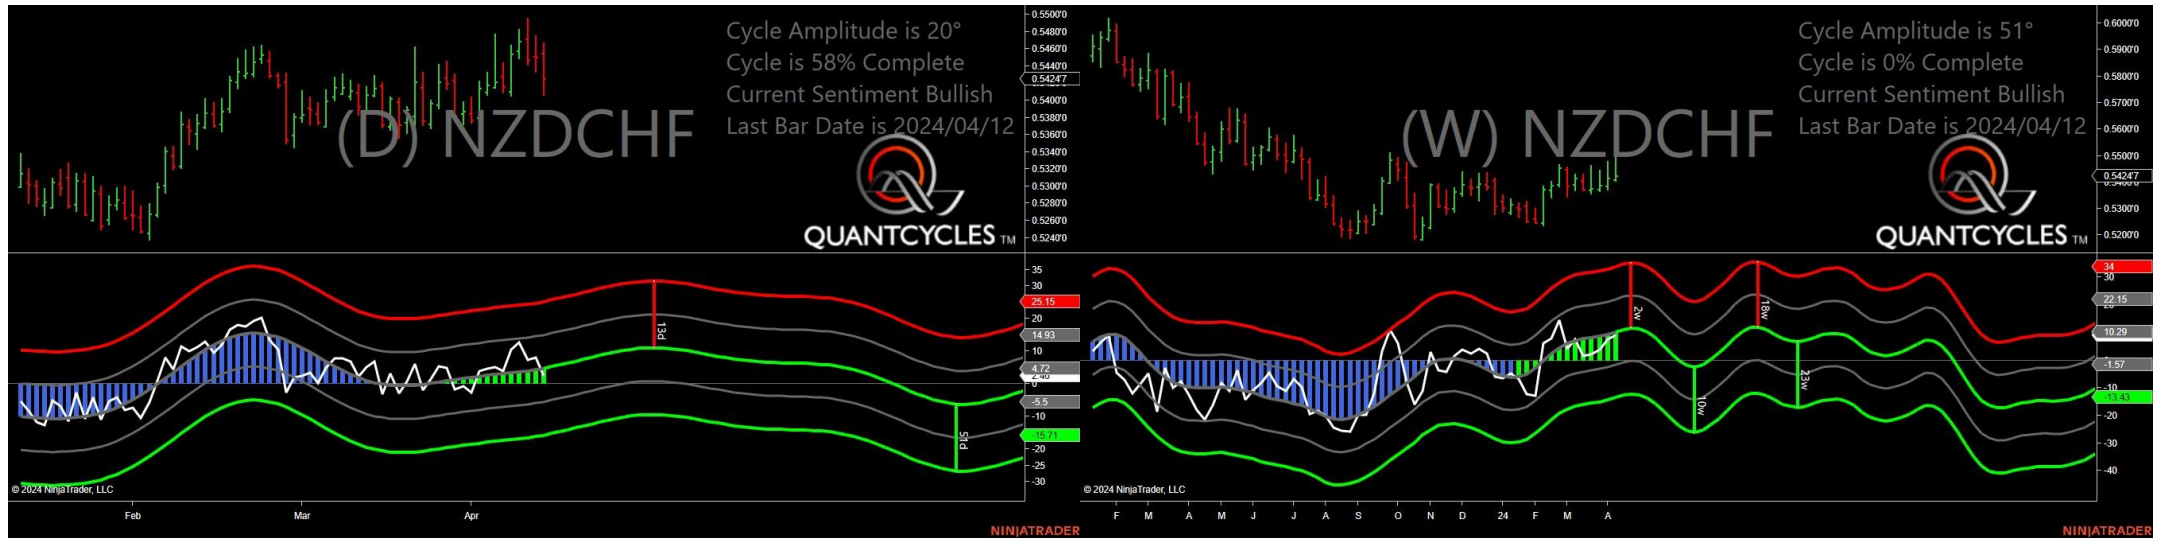 Cycle Amplitude is 20°
Cycle is 58% Complete
Current Sentiment Bullish
Last Bar Date is 2024/04/12
(D) NZDCHF
QUANTCYCLES TM
0.5500'0
0.5480'0
0.5460'0
0.5440'0
0.5424'7
0.5400'0
0.5380'0
0.5360'0
0.5340'0
0.5320'0
0.5300'0
0.5280'0
0.5260'0
0.5240'0
13d
51d
35
30
25.15
20
14.93
10
4.72
2.48
0
-5.5
-10
-15.71
-20
-25
-30
© 2024 NinjaTrader, LLC
Feb
Mar
Apr
NINJATRADER
Cycle Amplitude is 51°
Cycle is 0% Complete
Current Sentiment Bullish
Last Bar Date is 2024/04/12
(W) NZDCHF
QUANTCYCLES TM
0.6000'0
0.5900'0
0.5800'0
0.5700'0
0.5600'0
0.5500'0
0.5424'7
0.5300'0
0.5200'0
2w
10w
18w
23w
34
30
22.15
10.29
-1.57
-10
-13.43
-20
-30
-40
© 2024 NinjaTrader, LLC
F
M
A
M
J
J
A
S
O
N
D
24
F
M
A
NINJATRADER